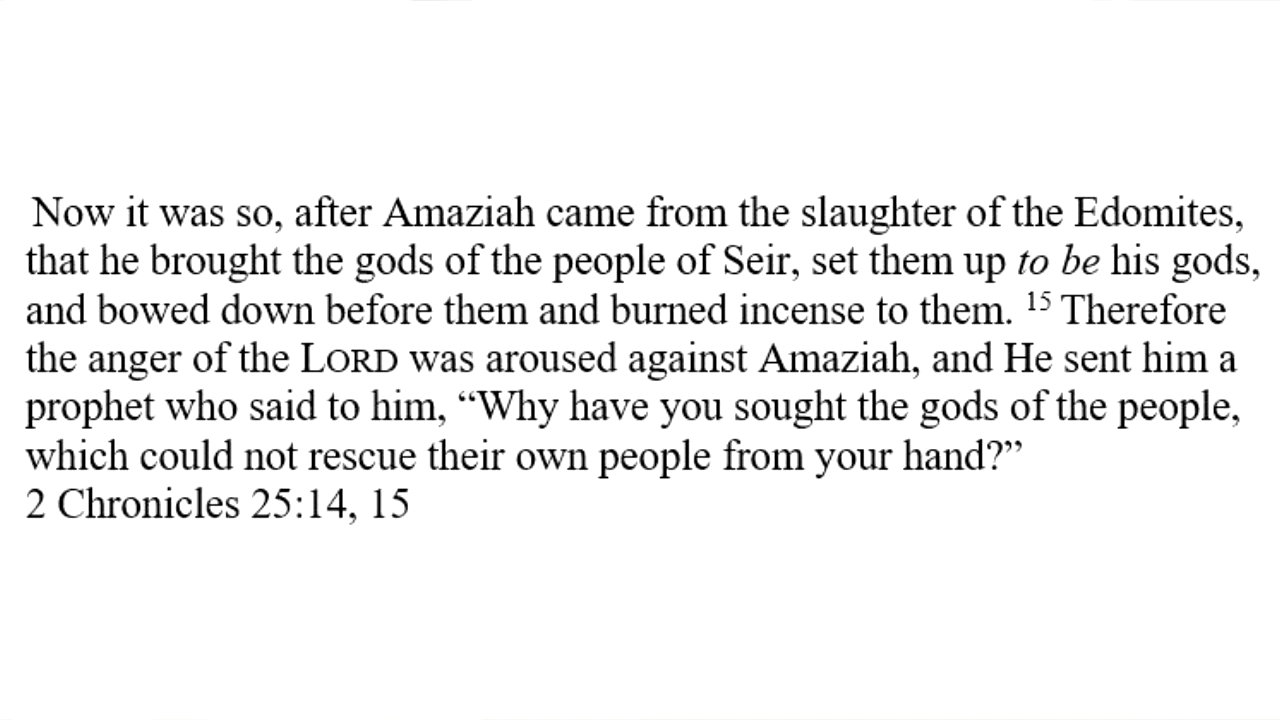 Now it was so, after Amaziah came from the slaughter of the Edomites,
that he brought the gods of the people of Seir, set them up to be his gods,
and bowed down before them and burned incense to them. 15 Therefore
the anger of the LORD was aroused against Amaziah, and He sent him a
prophet who said to him, “Why have you sought the gods of the people,
which could not rescue their own people from your hand?”
2 Chronicles 25:14, 15